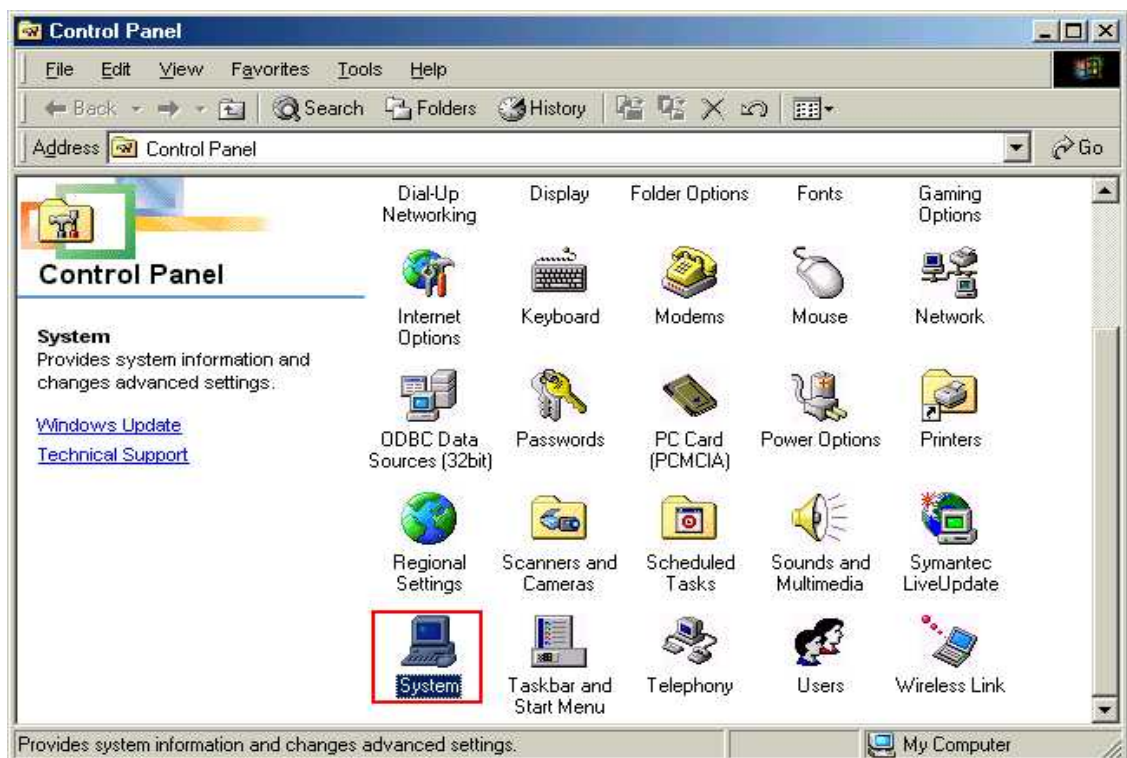 Control Panel
File Edit View Favorites Tools Help
Back Search Folders History
Address Control Panel Go
Control Panel
System
Provides system information and
changes advanced settings.
Windows Update
Technical Support
Dial-Up
Networking
Display
Folder Options
Fonts
Gaming
Options
Internet
Options
Keyboard
Modems
Mouse
Network
ODBC Data
Sources (32bit)
Passwords
PC Card
(PCMCIA)
Power Options
Printers
Regional
Settings
Scanners and
Cameras
Scheduled
Tasks
Sounds and
Multimedia
Symantec
LiveUpdate
System
Taskbar and
Start Menu
Telephony
Users
Wireless Link
Provides system information and changes advanced settings. My Computer